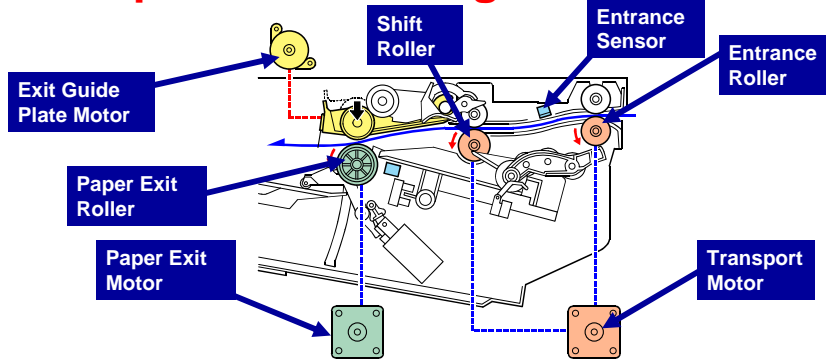 Shift
Roller
Entrance
Sensor
Entrance
Roller
Exit Guide
Plate Motor
Paper Exit
Roller
Paper Exit
Motor
Transport
Motor